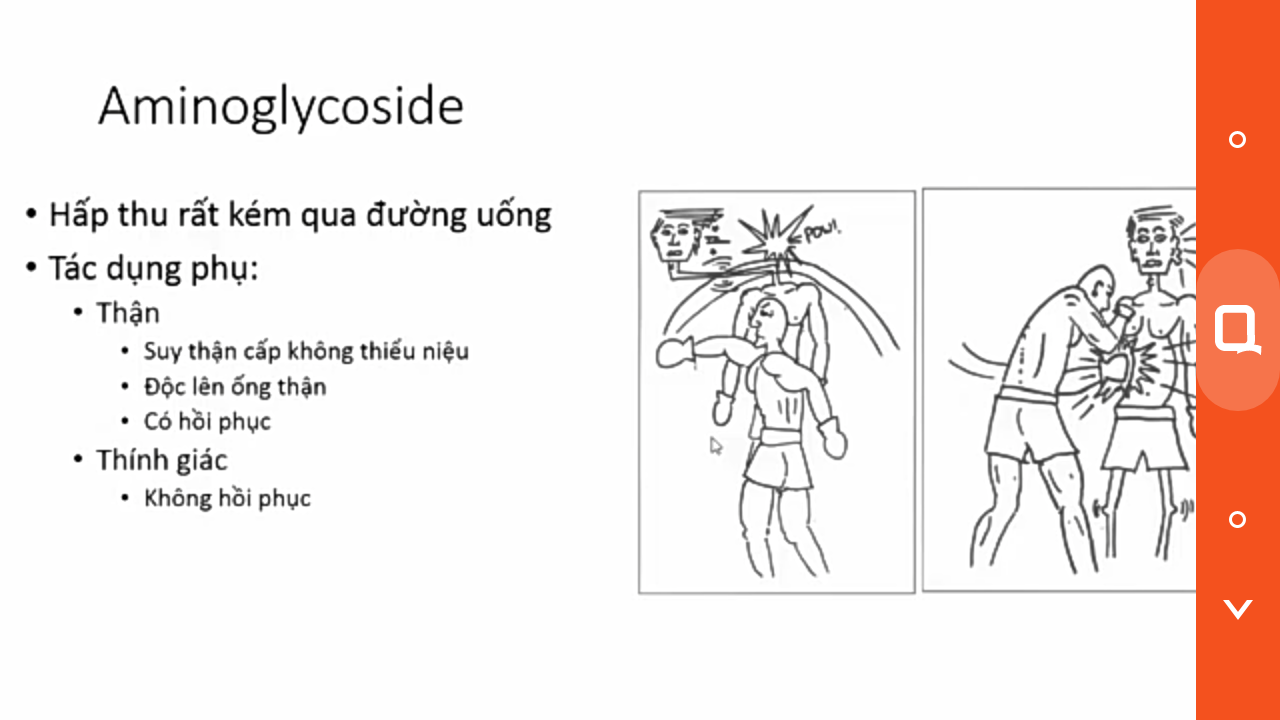 Aminoglycoside
• Hấp thu rất kém qua đường uống
• Tác dụng phụ:
• Thận
• Suy thận cấp không thiểu niệu
• Độc lên ống thận
• Có hồi phục
• Thính giác
• Không hồi phục
POW!